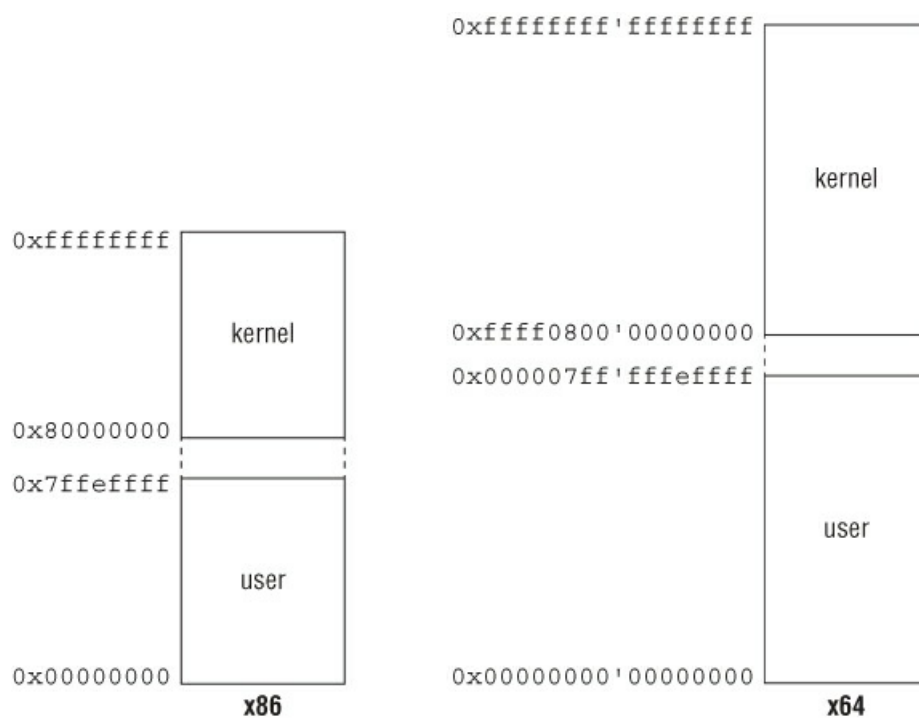 0xffffffff'ffffffff
kernel
0xffffffff
kernel
0xffff0800'00000000
0x000007ff'fffeffff
0x80000000
0x7ffeffff
user
user
0x00000000
0x00000000'00000000
x86
x64